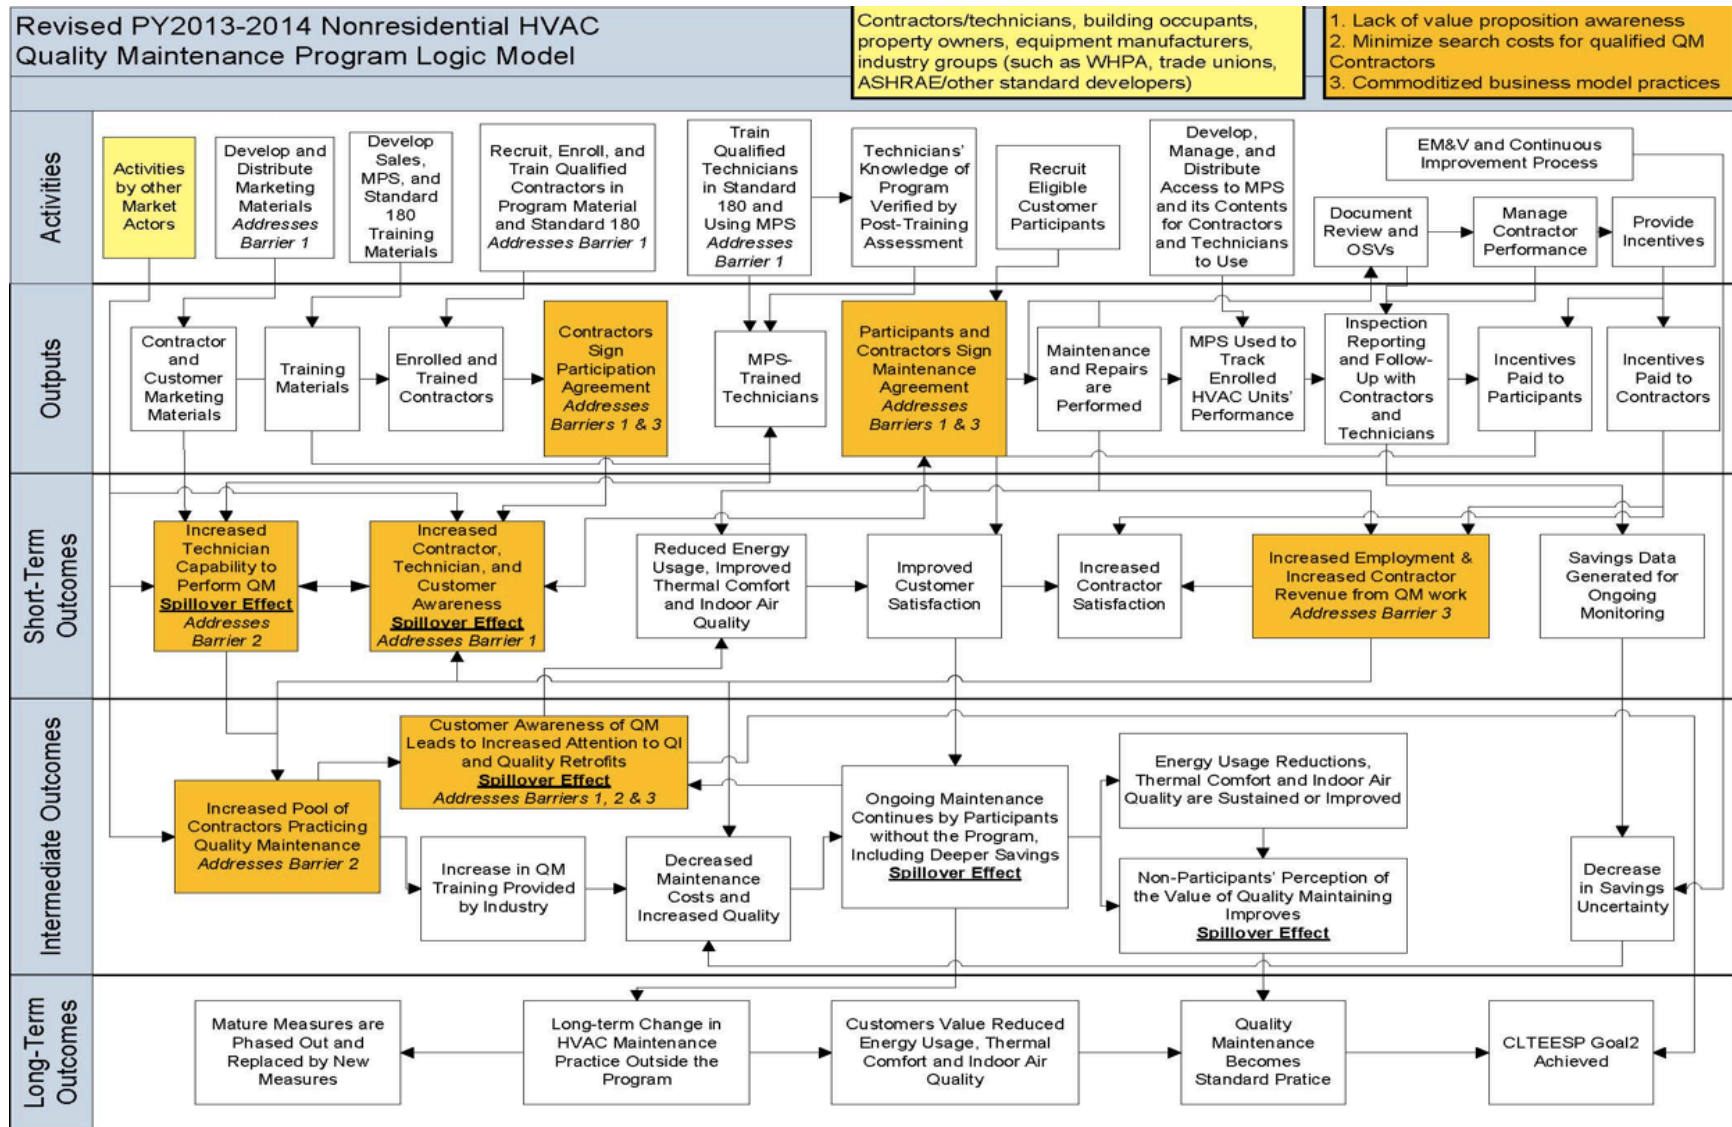 Revised PY2013-2014 Nonresidential HVAC
Quality Maintenance Program Logic Model
Contractors/technicians, building occupants,
property owners, equipment manufacturers,
industry groups (such as WHPA, trade unions,
ASHRAE/other standard developers)
1. Lack of value proposition awareness
2. Minimize search costs for qualified QM
Contractors
3. Commoditized business model practices
Activities
Activities
by other
Market
Actors
Develop and
Distribute
Marketing
Materials
Addresses
Barrier 1
Develop
Sales,
MPS, and
Standard
180
Training
Materials
Recruit, Enroll, and
Train Qualified
Contractors in
Program Material
and Standard 180
Addresses Barrier 1
Train
Qualified
Technicians
in Standard
180 and
Using MPS
Addresses
Barrier 1
Technicians'
Knowledge of
Program
Verified by
Post-Training
Assessment
Recruit
Eligible
Customer
Participants
Develop,
Manage, and
Distribute
Access to MPS
and its Contents
for Contractors
and Technicians
to Use
EM&V and Continuous
Improvement Process
Document
Review and
OSVs
Manage
Contractor
Performance
Provide
Incentives
Outputs
Contractor
and
Customer
Marketing
Materials
Training
Materials
Enrolled and
Trained
Contractors
Contractors
Sign
Participation
Agreement
Addresses
Barriers 1 & 3
MPS-
Trained
Technicians
Participants and
Contractors Sign
Maintenance
Agreement
Addresses
Barriers 1 & 3
Maintenance
and Repairs
are
Performed
MPS Used to
Track
Enrolled
HVAC Units'
Performance
Inspection
Reporting
and Follow-
Up with
Contractors
and
Technicians
Incentives
Paid to
Participants
Incentives
Paid to
Contractors
Short-Term
Outcomes
Increased
Technician
Capability to
Perform QM
Spillover Effect
Addresses
Barrier 2
Increased
Contractor,
Technician, and
Customer
Awareness
Spillover Effect
Addresses Barrier 1
Reduced Energy
Usage, Improved
Thermal Comfort
and Indoor Air
Quality
Improved
Customer
Satisfaction
Increased
Contractor
Satisfaction
Increased Employment &
Increased Contractor
Revenue from QM work
Addresses Barrier 3
Savings Data
Generated for
Ongoing
Monitoring
Intermediate Outcomes
Customer Awareness of QM
Leads to Increased Attention to QI
and Quality Retrofits
Spillover Effect
Addresses Barriers 1, 2 & 3
Increased Pool of
Contractors Practicing
Quality Maintenance
Addresses Barrier 2
Increase in QM
Training Provided
by Industry
Decreased
Maintenance
Costs and
Increased Quality
Ongoing Maintenance
Continues by Participants
without the Program,
Including Deeper Savings
Spillover Effect
Energy Usage Reductions,
Thermal Comfort and Indoor Air
Quality are Sustained or Improved
Non-Participants' Perception of
the Value of Quality Maintaining
Improves
Spillover Effect
Decrease
in Savings
Uncertainty
Long-Term
Outcomes
Mature Measures are
Phased Out and
Replaced by New
Measures
Long-term Change in
HVAC Maintenance
Practice Outside the
Program
Customers Value Reduced
Energy Usage, Thermal
Comfort and Indoor Air
Quality
Quality
Maintenance
Becomes
Standard Pratice
CLTEESP Goal2
Achieved